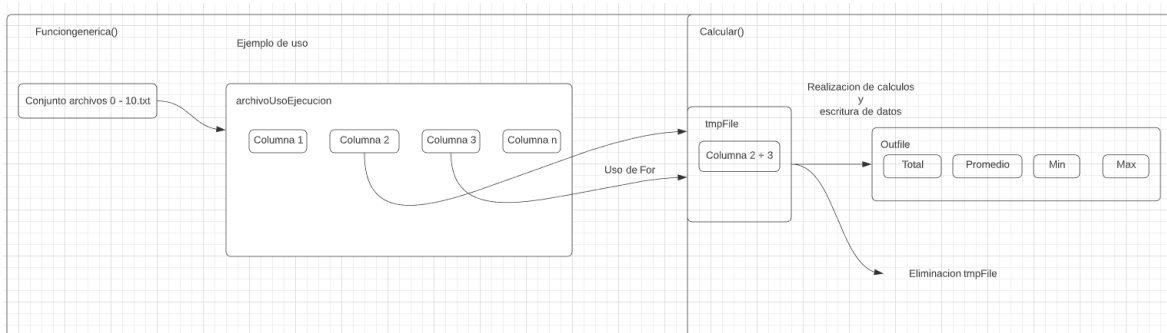 Funciongenerica()
Ejemplo de uso
Conjunto archivos 0 - 10.txt
archivoUsoEjecucion
Columna 1
Columna 2
Columna 3
Columna n
Uso de For
Calcular()
tmpFile
Columna 2 + 3
Realizacion de calculos
y
escritura de datos
Outfile
Total
Promedio
Min
Max
Eliminacion tmpFile